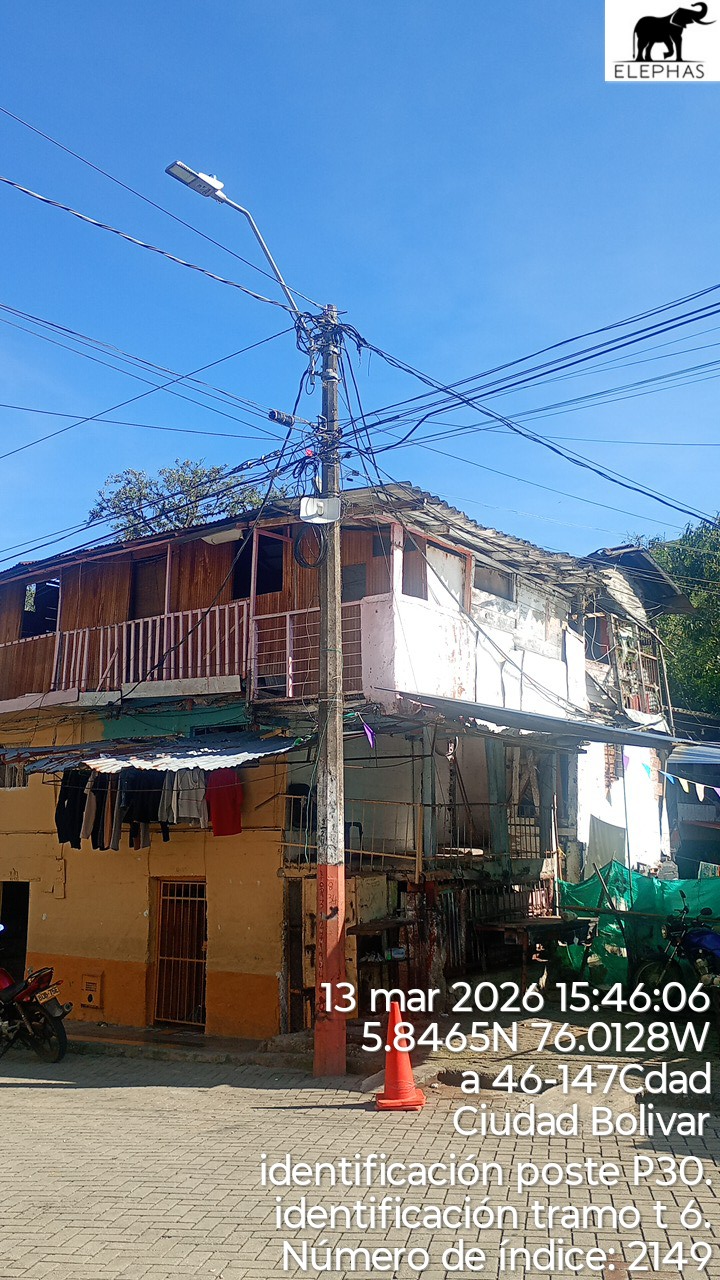 ELEPHAS
13 mar 2026 15:46:06
5.8465N 76.0128W
a 46-147Cdad
Ciudad Bolivar
identificación poste P30.
identificación tramo t 6.
Número de índice: 2149